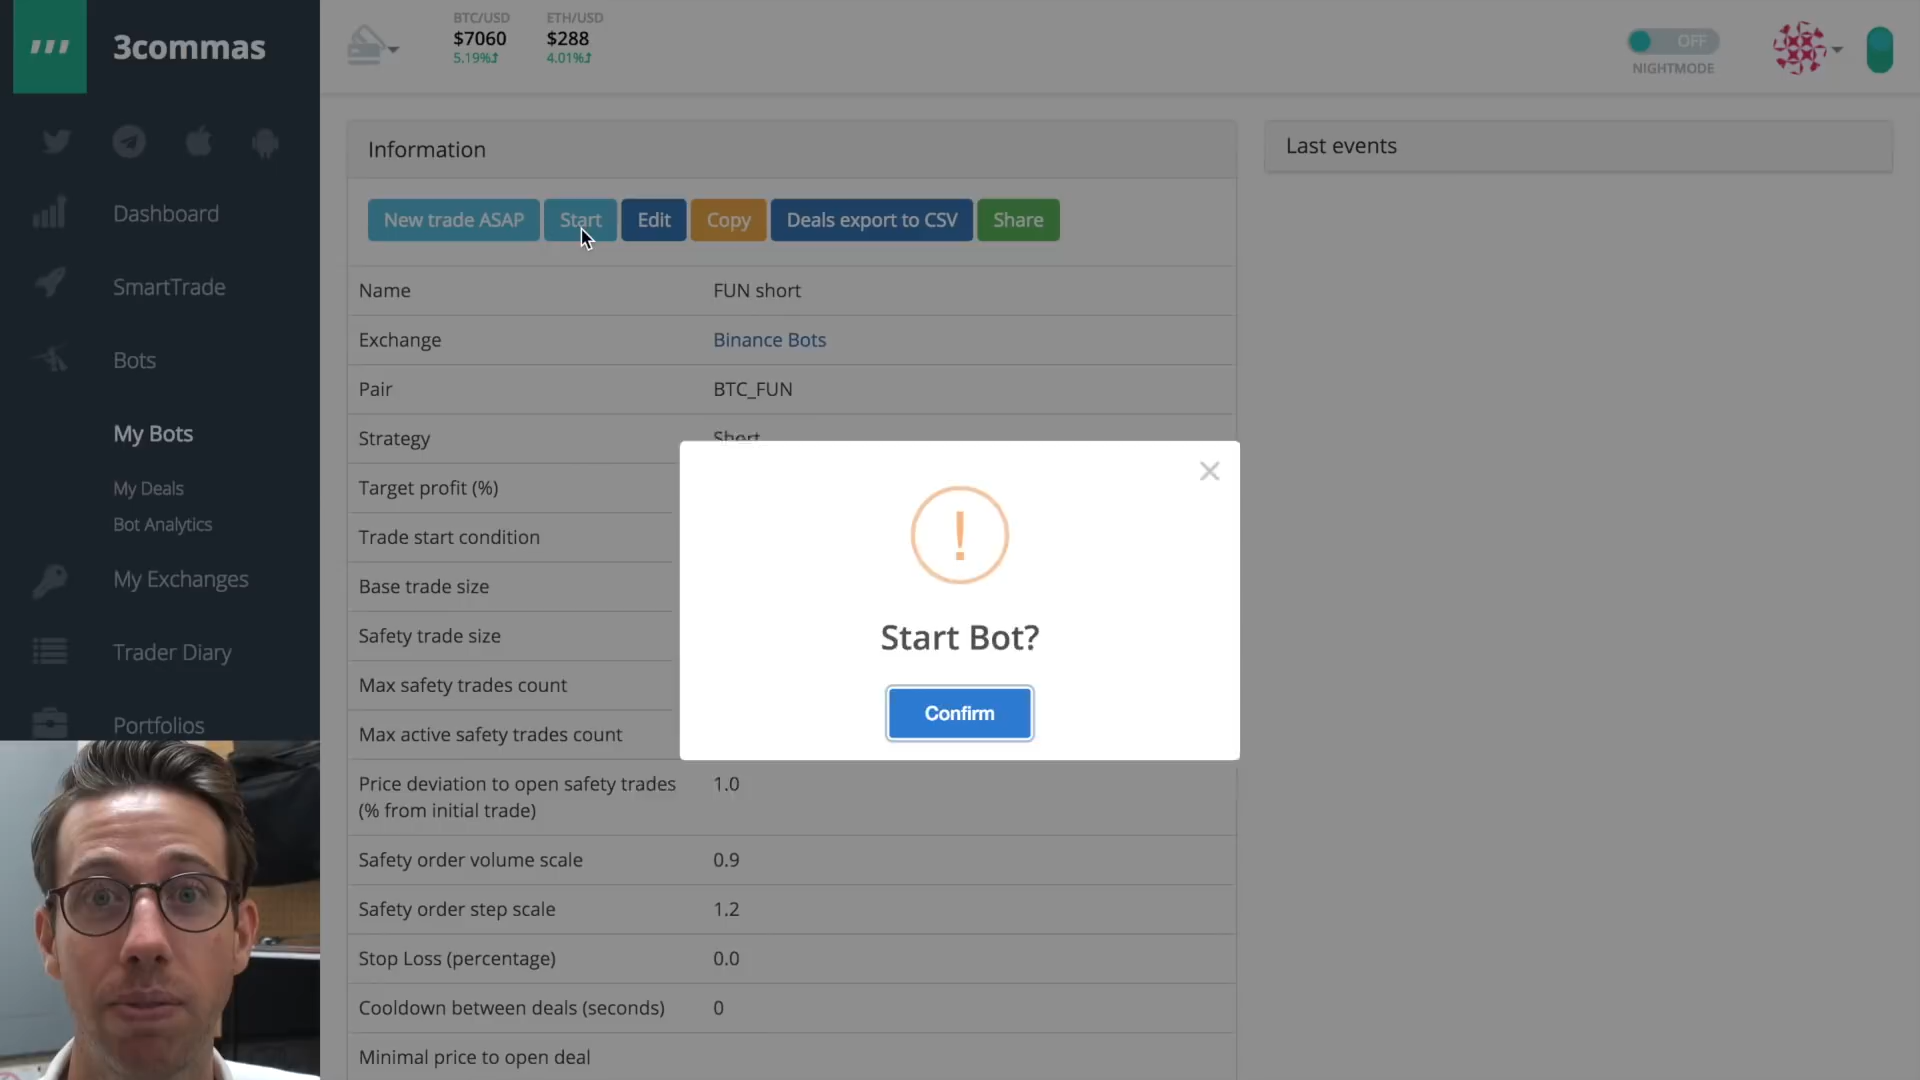 3commas
BTC/USD
$7060
5.19%
ETH/USD
$288
4.01%
OFF
NIGHTMODE
Dashboard
SmartTrade
Bots
My Bots
My Deals
Bot Analytics
My Exchanges
Trader Diary
Portfolios
Information
New trade ASAP
Start
Edit
Copy
Deals export to CSV
Share
Name
FUN short
Exchange
Binance Bots
Pair
BTC_FUN
Strategy
Short
Target profit (%)
Trade start condition
Base trade size
Safety trade size
Max safety trades count
Max active safety trades count
Price deviation to open safety trades
(% from initial trade)
1.0
Safety order volume scale
0.9
Safety order step scale
1.2
Stop Loss (percentage)
0.0
Cooldown between deals (seconds)
0
Minimal price to open deal
Last events
!
Start Bot?
Confirm